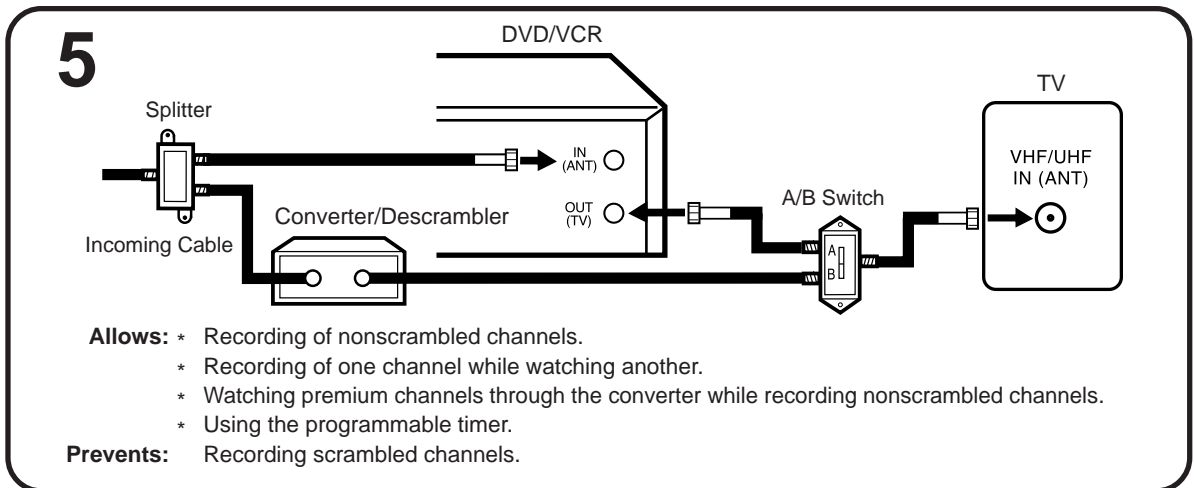 5
DVD/VCR
TV
Splitter
IN
(ANT)
VHF/UHF
IN (ANT)
OUT
(TV)
A/B Switch
Converter/Descrambler
Incoming Cable
A
B
Allows: * Recording of nonscrambled channels.
* Recording of one channel while watching another.
* Watching premium channels through the converter while recording nonscrambled channels.
* Using the programmable timer.
Prevents: Recording scrambled channels.